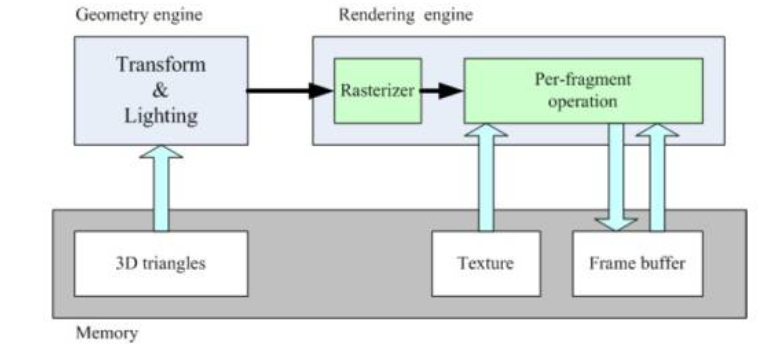 Geometry engine
Rendering engine
Transform
&
Lighting
Rasterizer
Per-fragment
operation
3D triangles
Texture
Frame buffer
Memory